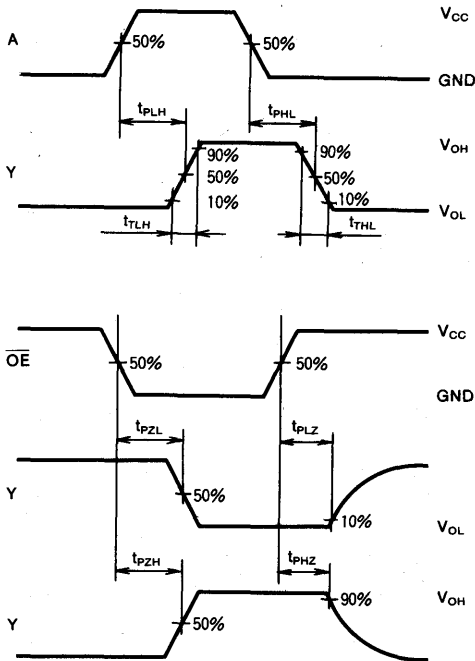 A 50% 50% VCC
GND
tPLH tPHL
Y 90% 90% VOH
50% 50%
10% 10% VOL
tTLH tTHL
OE 50% 50% VCC
GND
tPZL tPLZ
Y 50% 10% VOL
tPZH tPHZ
Y 50% 90% VOH